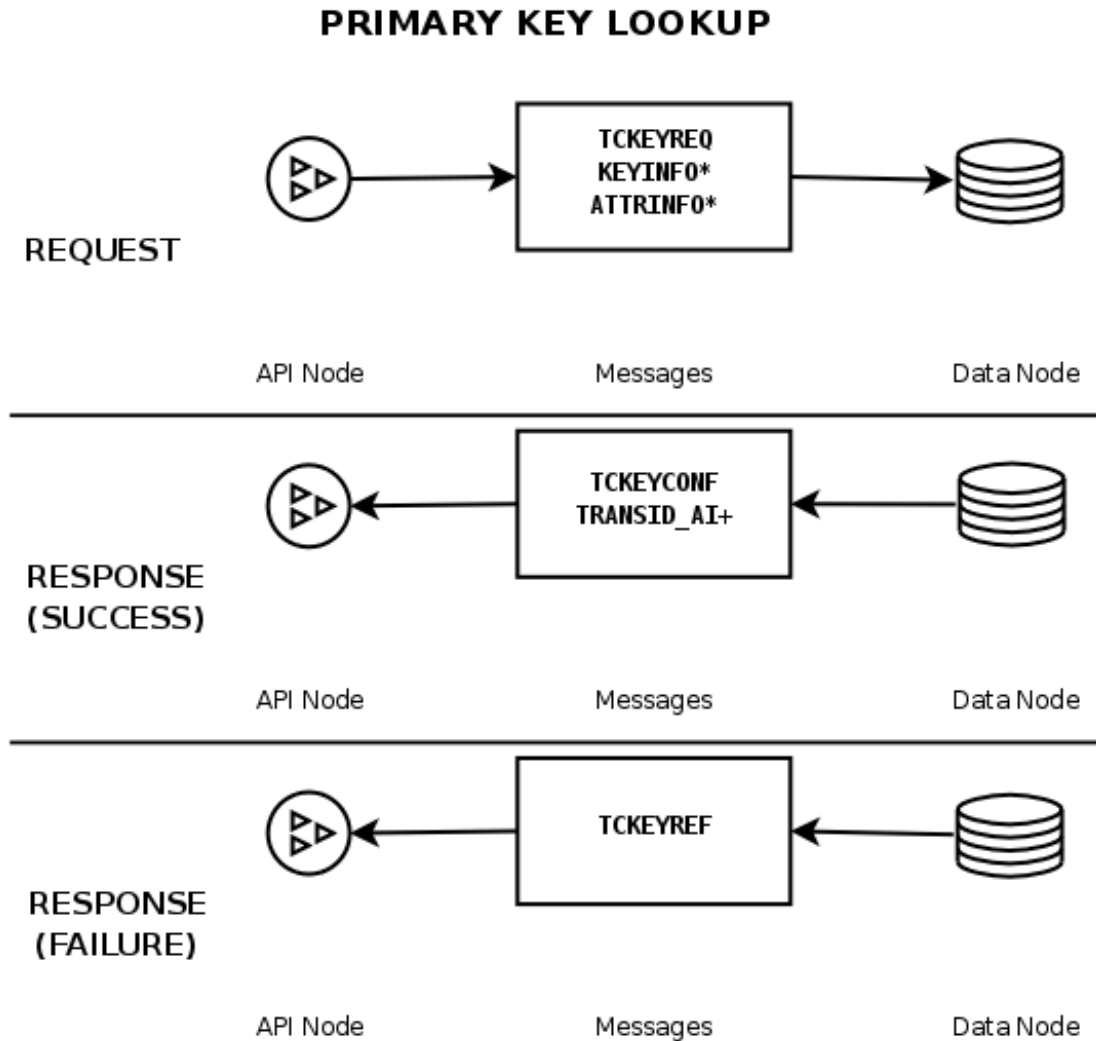 PRIMARY KEY LOOKUP
TCKEYREQ
KEYINFO*
ATTRINFO*
REQUEST
API Node Messages Data Node
TCKEYCONF
TRANSID_AI+
RESPONSE
(SUCCESS)
API Node Messages Data Node
TCKEYREF
RESPONSE
(FAILURE)
API Node Messages Data Node